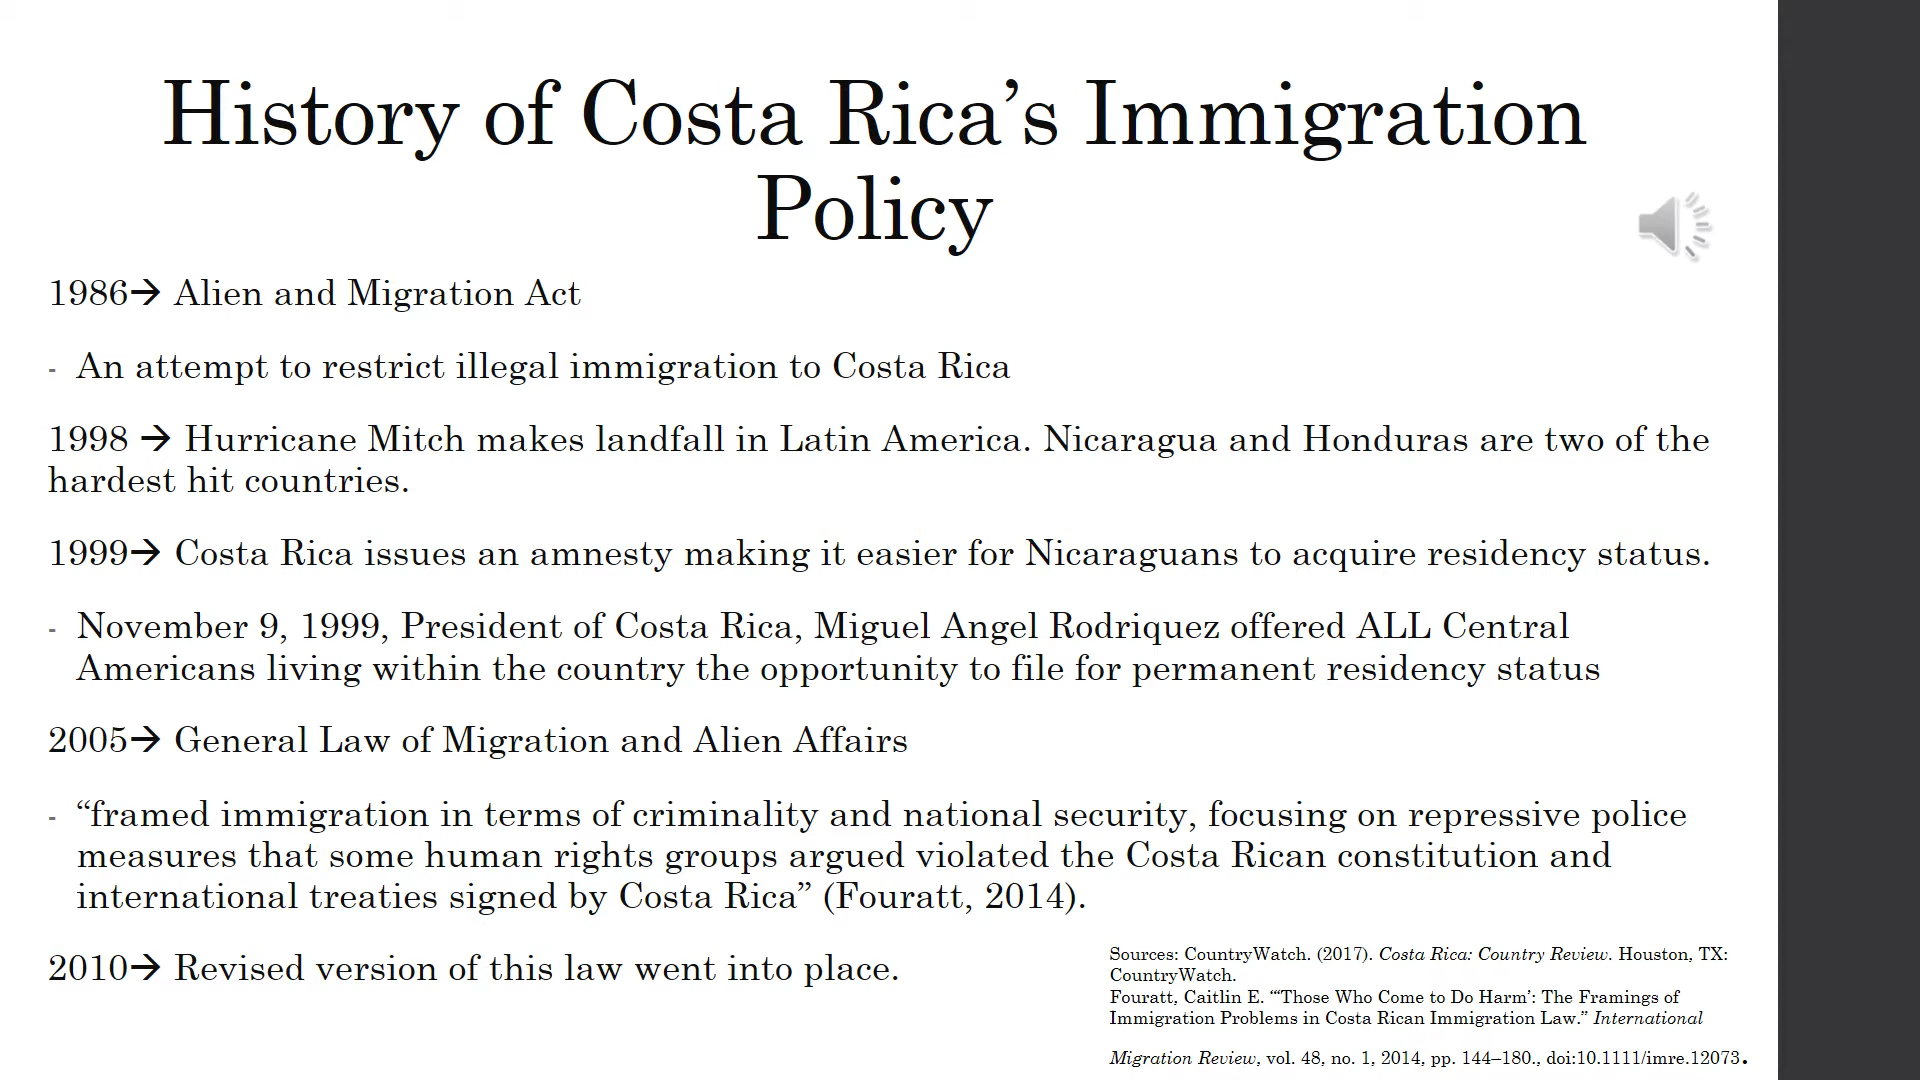 History of Costa Rica’s Immigration
Policy
1986→ Alien and Migration Act
- An attempt to restrict illegal immigration to Costa Rica
1998 → Hurricane Mitch makes landfall in Latin America. Nicaragua and Honduras are two of the
hardest hit countries.
1999→ Costa Rica issues an amnesty making it easier for Nicaraguans to acquire residency status.
- November 9, 1999, President of Costa Rica, Miguel Angel Rodriquez offered ALL Central
Americans living within the country the opportunity to file for permanent residency status
2005→ General Law of Migration and Alien Affairs
- “framed immigration in terms of criminality and national security, focusing on repressive police
measures that some human rights groups argued violated the Costa Rican constitution and
international treaties signed by Costa Rica” (Fouratt, 2014).
2010→ Revised version of this law went into place.
Sources: CountryWatch. (2017). Costa Rica: Country Review. Houston, TX:
CountryWatch.
Fouratt, Caitlin E. “‘Those Who Come to Do Harm’: The Framings of
Immigration Problems in Costa Rican Immigration Law.” International
Migration Review, vol. 48, no. 1, 2014, pp. 144–180., doi:10.1111/imre.12073.